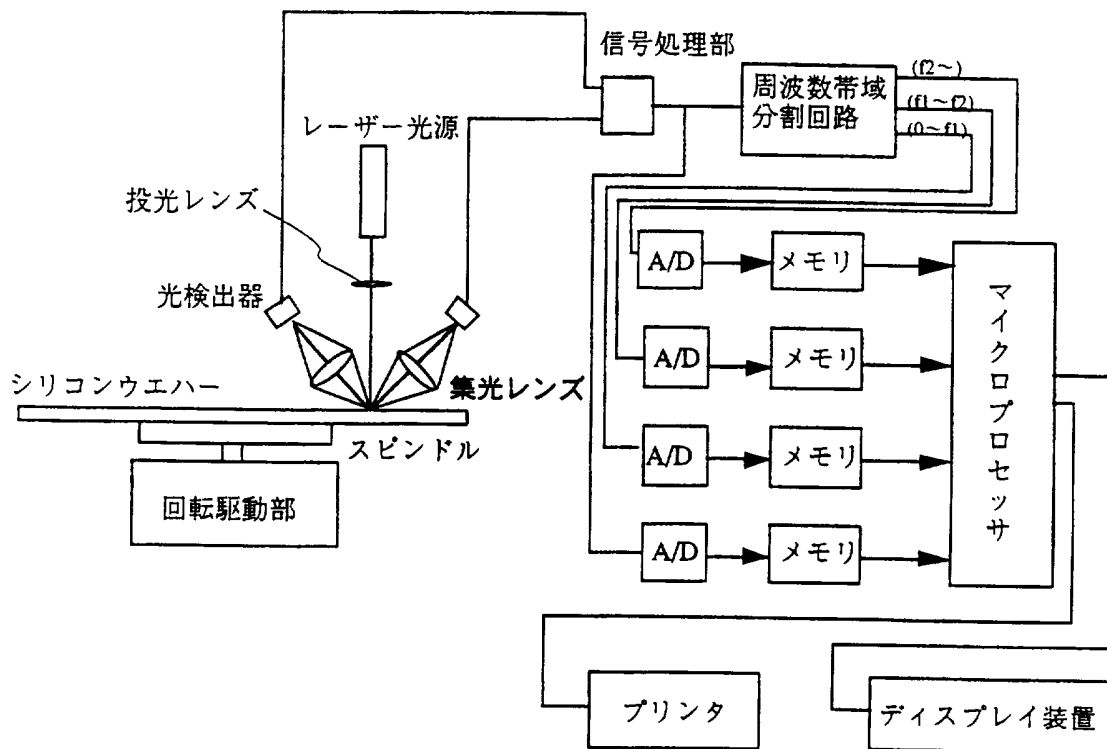 信号処理部
周波数帯域
分割回路
(f2～)
(f1～f2)
(0～f1)
レーザー光源
投光レンズ
光検出器
シリコンウエハー
集光レンズ
スピンドル
回転駆動部
A/D
メモリ
A/D
メモリ
A/D
メモリ
A/D
メモリ
マイクロプロセッサ
プリンタ
ディスプレイ装置